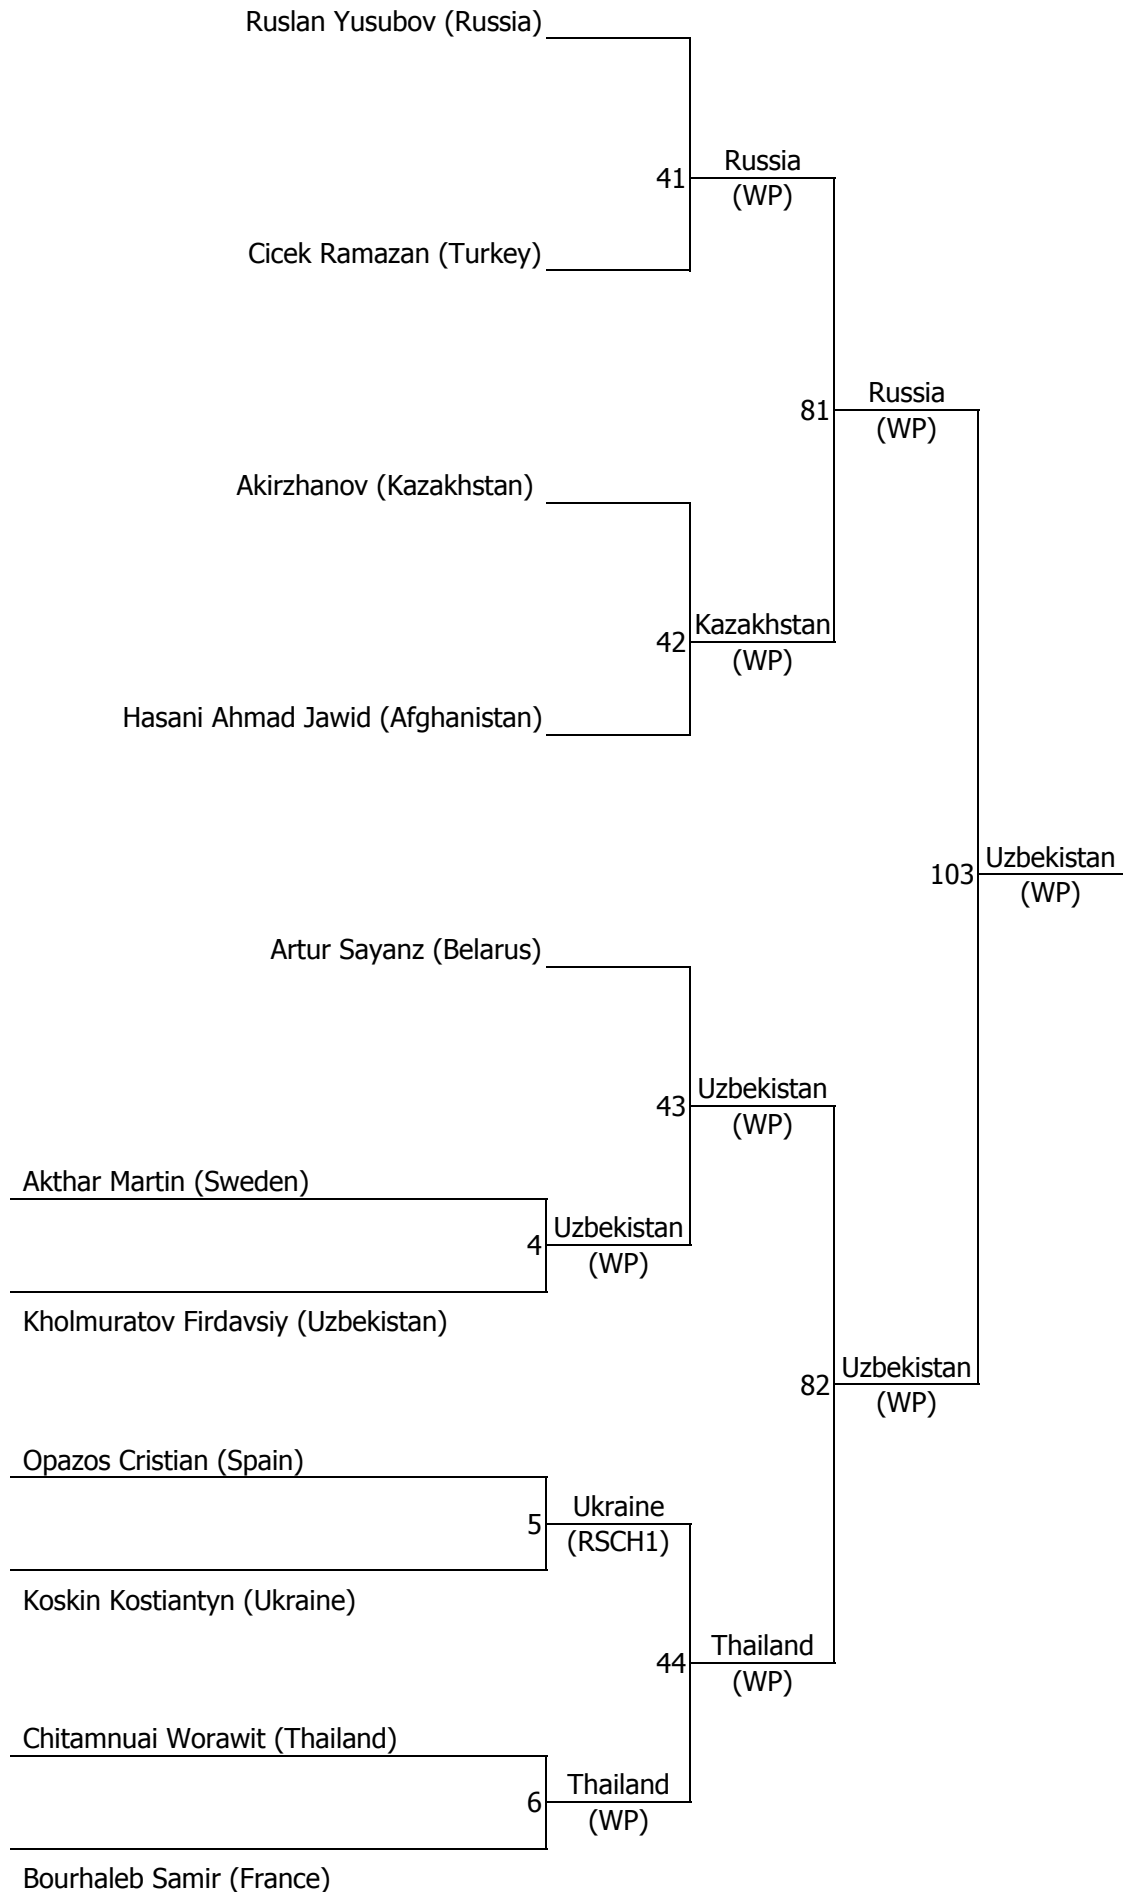 Ruslan Yusubov (Russia)
41
Russia
(WP)
Cicek Ramazan (Turkey)
81
Russia
(WP)
Akirzhanov (Kazakhstan)
42
Kazakhstan
(WP)
Hasani Ahmad Jawid (Afghanistan)
103
Uzbekistan
(WP)
Artur Sayanz (Belarus)
43
Uzbekistan
(WP)
Akthar Martin (Sweden)
4
Uzbekistan
(WP)
Kholmuratov Firdavsiy (Uzbekistan)
82
Uzbekistan
(WP)
Opazos Cristian (Spain)
5
Ukraine
(RSCH1)
Koskin Kostiantyn (Ukraine)
44
Thailand
(WP)
Chitamnuai Worawit (Thailand)
6
Thailand
(WP)
Bourhaleb Samir (France)